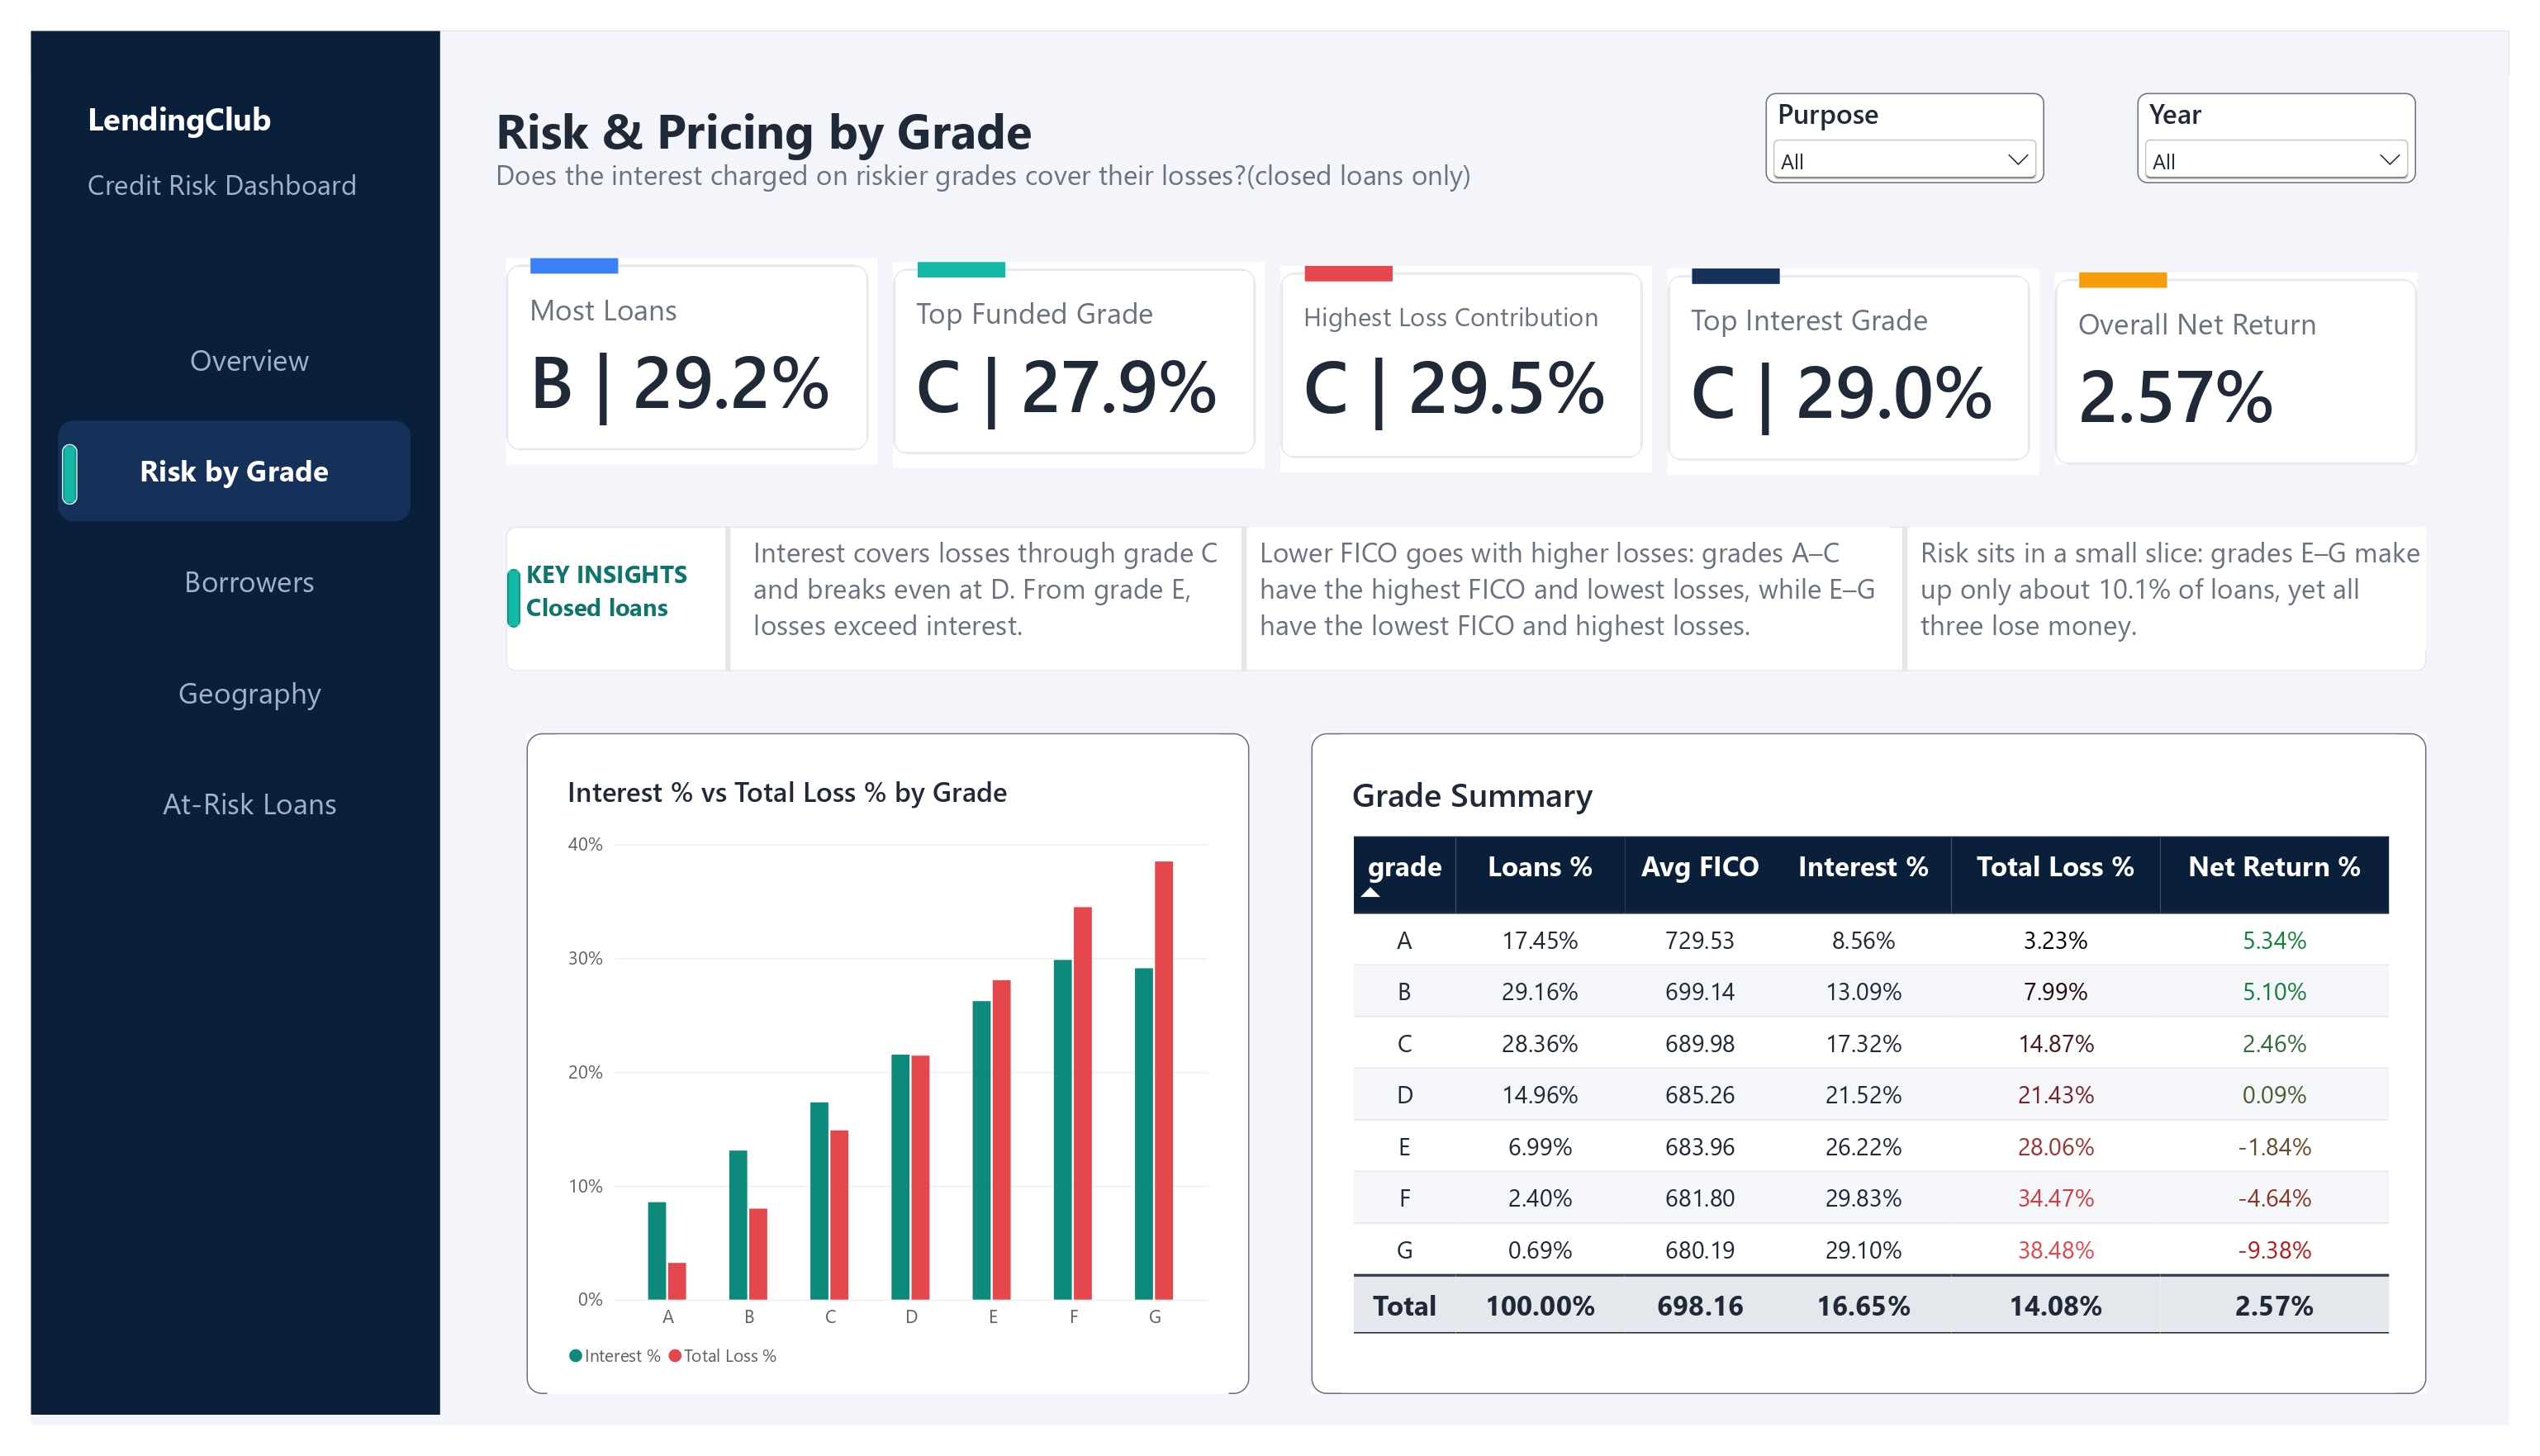 LendingClub
Credit Risk Dashboard
Overview
Risk by Grade
Borrowers
Geography
At-Risk Loans
Risk & Pricing by Grade
Does the interest charged on riskier grades cover their losses?(closed loans only)
Purpose
All
Year
All
Most Loans
B | 29.2%
Top Funded Grade
C | 27.9%
Highest Loss Contribution
C | 29.5%
Top Interest Grade
C | 29.0%
Overall Net Return
2.57%
KEY INSIGHTS
Closed loans
Interest covers losses through grade C
and breaks even at D. From grade E,
losses exceed interest.
Lower FICO goes with higher losses: grades A–C
have the highest FICO and lowest losses, while E–G
have the lowest FICO and highest losses.
Risk sits in a small slice: grades E–G make
up only about 10.1% of loans, yet all
three lose money.
Interest % vs Total Loss % by Grade
40%
30%
20%
10%
0%
A B C D E F G
Interest % Total Loss %
Grade Summary
grade Loans % Avg FICO Interest % Total Loss % Net Return %
A 17.45% 729.53 8.56% 3.23% 5.34%
B 29.16% 699.14 13.09% 7.99% 5.10%
C 28.36% 689.98 17.32% 14.87% 2.46%
D 14.96% 685.26 21.52% 21.43% 0.09%
E 6.99% 683.96 26.22% 28.06% -1.84%
F 2.40% 681.80 29.83% 34.47% -4.64%
G 0.69% 680.19 29.10% 38.48% -9.38%
Total 100.00% 698.16 16.65% 14.08% 2.57%